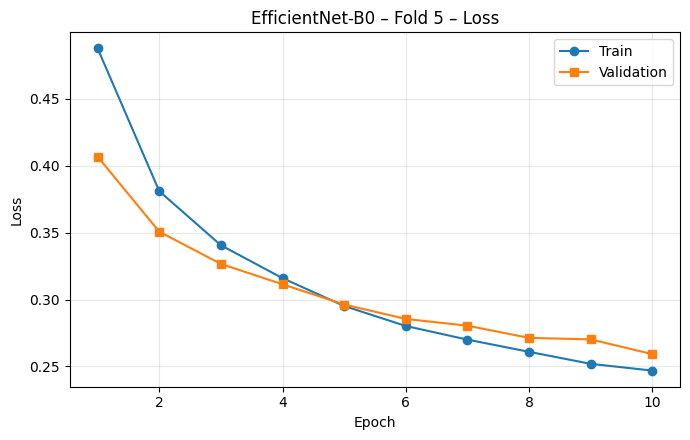 EfficientNet-B0 – Fold 5 – Loss
Train
Validation
Loss
0.45
0.40
0.35
0.30
0.25
2 4 6 8 10
Epoch